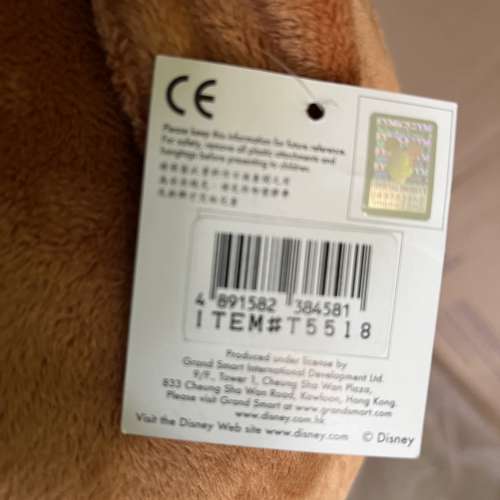 CE
Please keep this information for future reference.
For safety, remove all plastic attachments and
hangings before presenting to children.
4 891582 384581
ITEM#T5518
Produced under license by
Grand Smart International Development Ltd.
9/F., Tower 1, Cheung Sha Wan Plaza,
833 Cheung Sha Wan Road, Kowloon, Hong Kong.
Please visit Grand Smart at www.grandsmart.com
www.disney.com.hk
Visit the Disney Web site www.disney.com © Disney